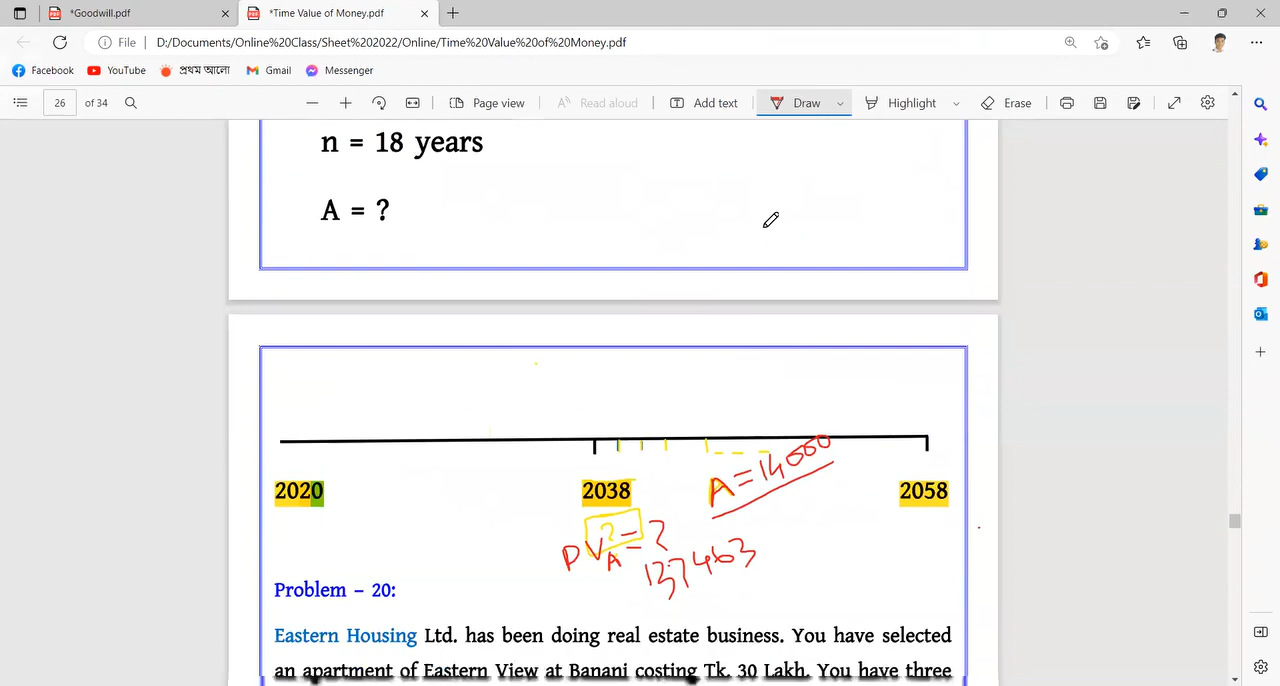 *Goodwill.pdf
*Time Value of Money.pdf
File D:/Documents/Online%20Class/Sheet%202022/Online/Time%20Value%20of%20Money.pdf
Facebook YouTube প্রথম আলো Gmail Messenger
26 of 34 Page view Read aloud Add text Draw Highlight Erase
n = 18 years
A = ?
A = 14000
2020 2038 2058
? = ?
PVA
137463
Problem – 20:
Eastern Housing Ltd. has been doing real estate business. You have selected
an apartment of Eastern View at Banani costing Tk. 30 Lakh. You have three